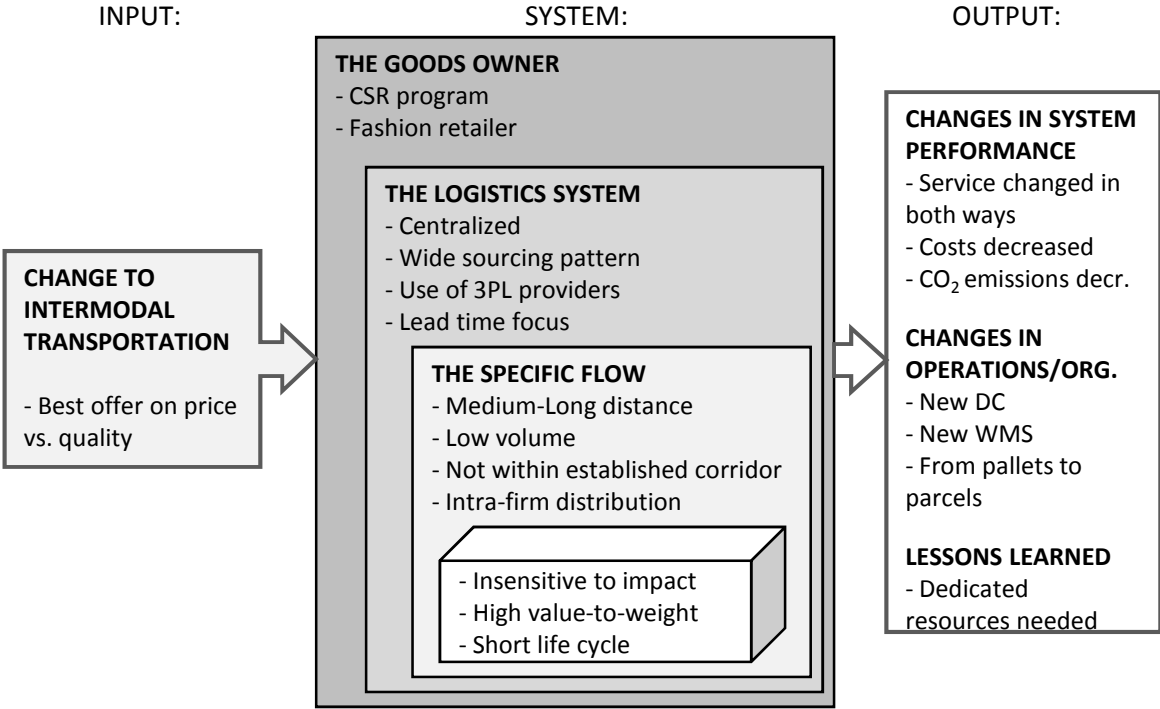 INPUT:
SYSTEM:
OUTPUT:
CHANGE TO
INTERMODAL
TRANSPORTATION
- Best offer on price
vs. quality
THE GOODS OWNER
- CSR program
- Fashion retailer
THE LOGISTICS SYSTEM
- Centralized
- Wide sourcing pattern
- Use of 3PL providers
- Lead time focus
THE SPECIFIC FLOW
- Medium-Long distance
- Low volume
- Not within established corridor
- Intra-firm distribution
- Insensitive to impact
- High value-to-weight
- Short life cycle
CHANGES IN SYSTEM
PERFORMANCE
- Service changed in
both ways
- Costs decreased
- CO₂ emissions decr.
CHANGES IN
OPERATIONS/ORG.
- New DC
- New WMS
- From pallets to
parcels
LESSONS LEARNED
- Dedicated
resources needed